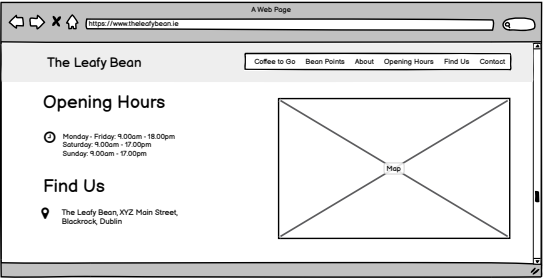 A Web Page
https://www.theleafybean.ie
The Leafy Bean
Coffee to Go Bean Points About Opening Hours Find Us Contact
Opening Hours
Monday - Friday: 9.00am - 18.00pm
Saturday: 9.00am - 17.00pm
Sunday: 9.00am - 17.00pm
Map
Find Us
The Leafy Bean, XYZ Main Street,
Blackrock, Dublin